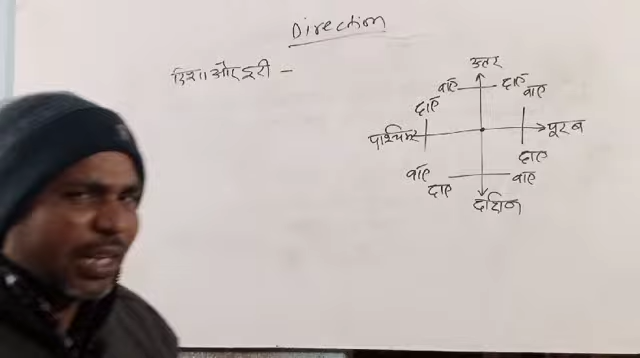 Direction
दिशा और दूरी –
उत्तर
बाएँ दाएँ
दाएँ बाएँ
पश्चिम पूरब
बाएँ दाएँ
दाएँ बाएँ
दक्षिण